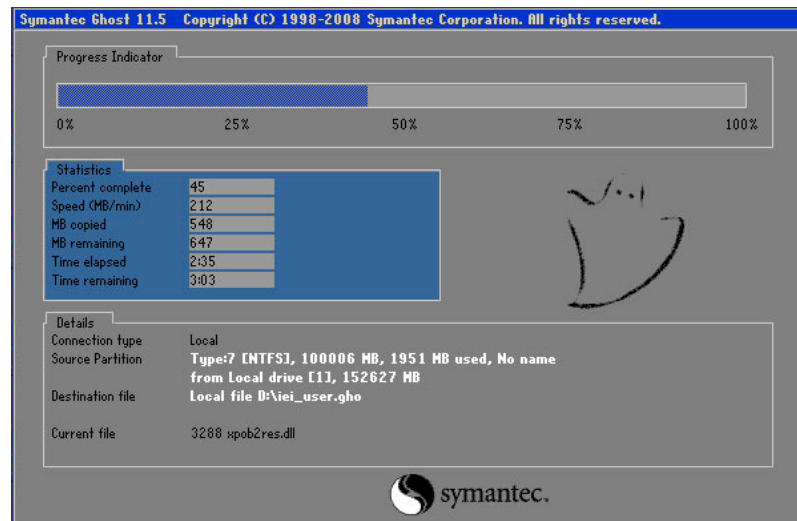 Symantec Ghost 11.5 Copyright (C) 1998-2008 Symantec Corporation. All rights reserved.
Progress Indicator
0% 25% 50% 75% 100%
Statistics
Percent complete 45
Speed (MB/min) 212
MB copied 548
MB remaining 647
Time elapsed 2:35
Time remaining 3:03
Details
Connection type Local
Source Partition Type:7 [NTFS], 100006 MB, 1951 MB used, No name
from Local drive [1], 152627 MB
Destination file Local file D:\iei_user.gho
Current file 3288 xpob2res.dll
symantec.